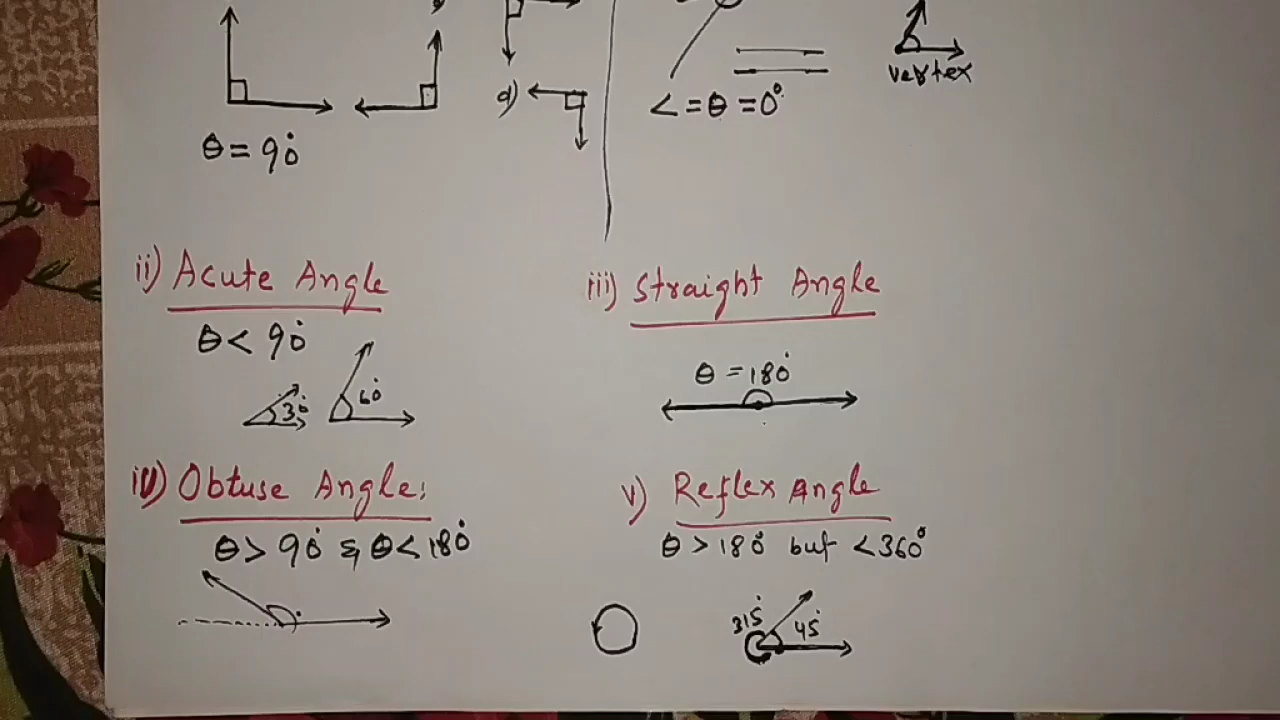 d)
vertex
∠ = θ = 0°
θ = 90°
ii) Acute Angle
θ < 90°
30°
60°
iii) Straight Angle
θ = 180°
iv) Obtuse Angle:
θ > 90° & θ < 180°
v) Reflex Angle
θ > 180° but < 360°
315°
45°